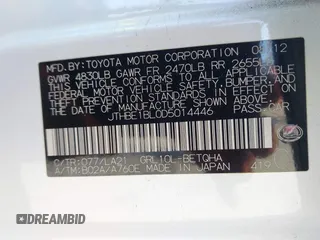 MFD.BY: TOYOTA MOTOR CORPORATION
GVWR 4830LB GAWR FR 2470LB RR 2655LB
THIS VEHICLE CONFORMS TO ALL APPLICABLE
FEDERAL MOTOR VEHICLE SAFETY, BUMPER, AND
THEFT PREVENTION STANDARDS IN EFFECT ON THE
DATE OF MANUFACTURE SHOWN ABOVE.
JTHBE1BL0D5014446 PASS. CAR
C/TR:077/LA21 GRL10L-BETQHA
A/TM:B02A/A760E MADE IN JAPAN
DREAMBID
.COM